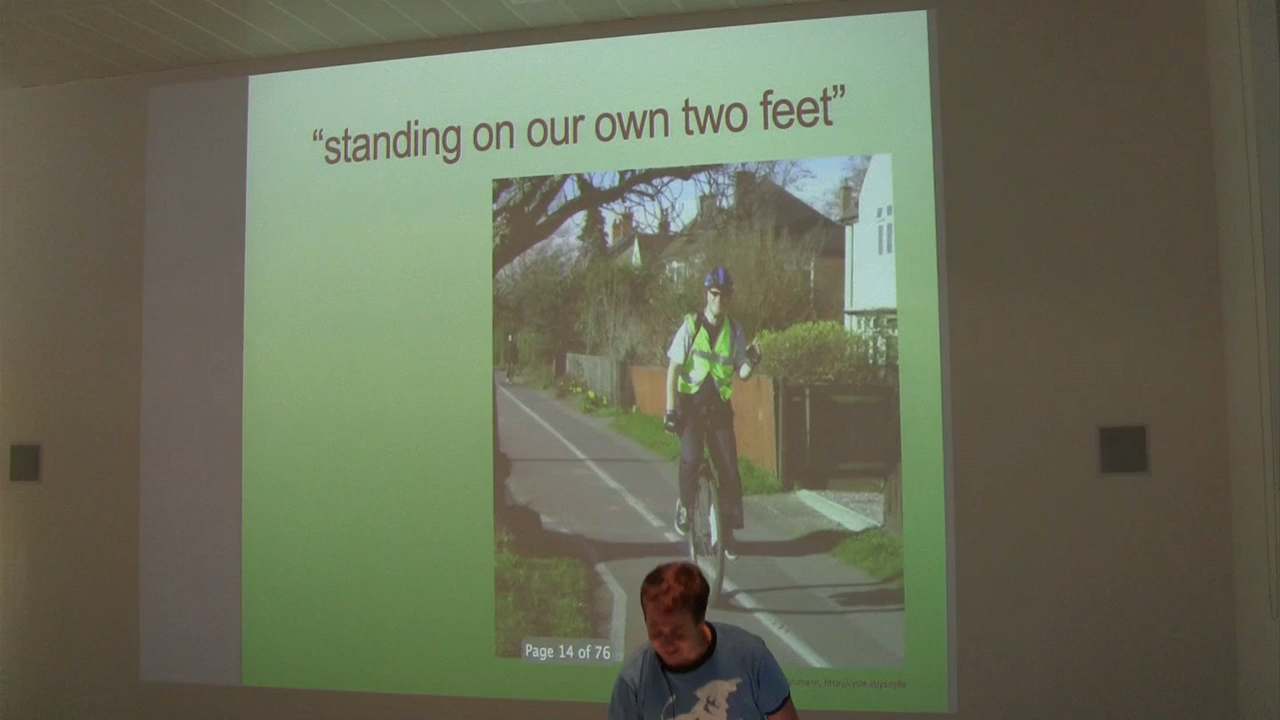 “standing on our own two feet”
Page 14 of 76